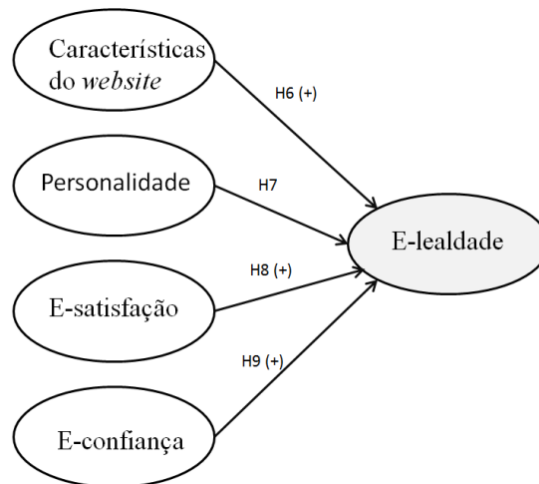 Características
do website
H6 (+)
Personalidade
H7
E-lealdade
H8 (+)
E-satisfação
H9 (+)
E-confiança